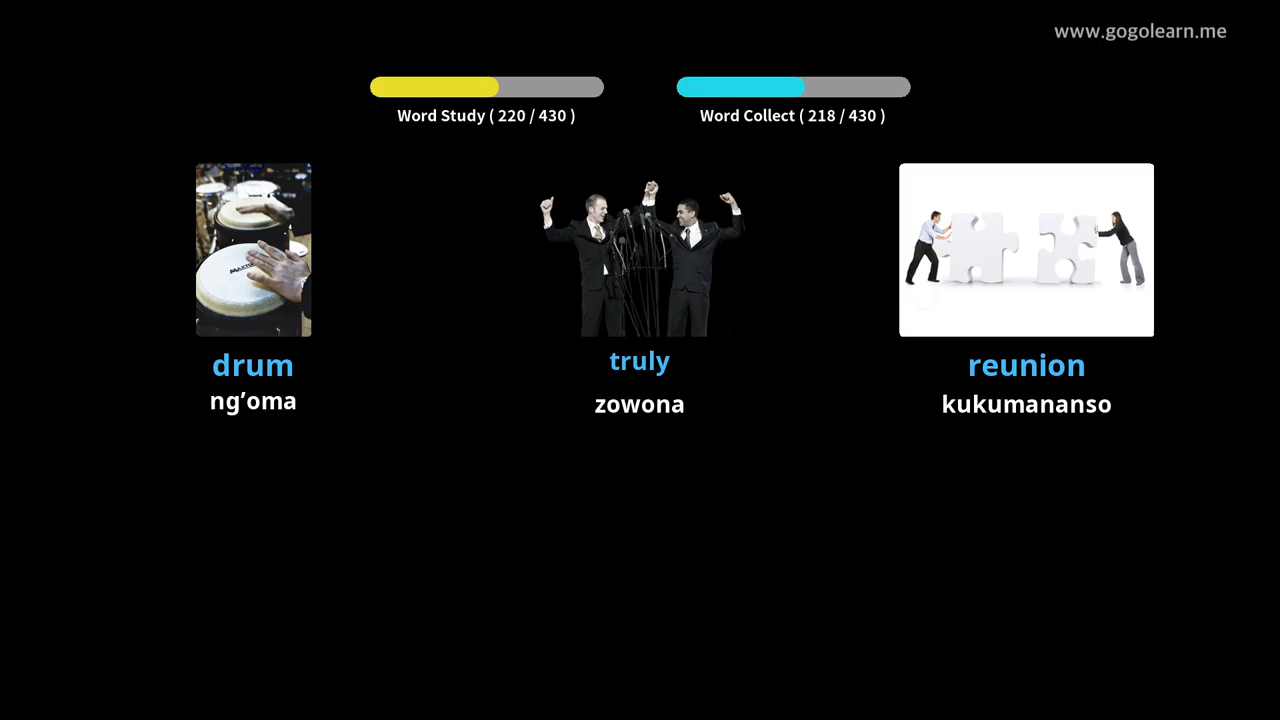 www.gogolearn.me
Word Study ( 220 / 430 )
Word Collect ( 218 / 430 )
drum
ng’oma
truly
zowona
reunion
kukumananso